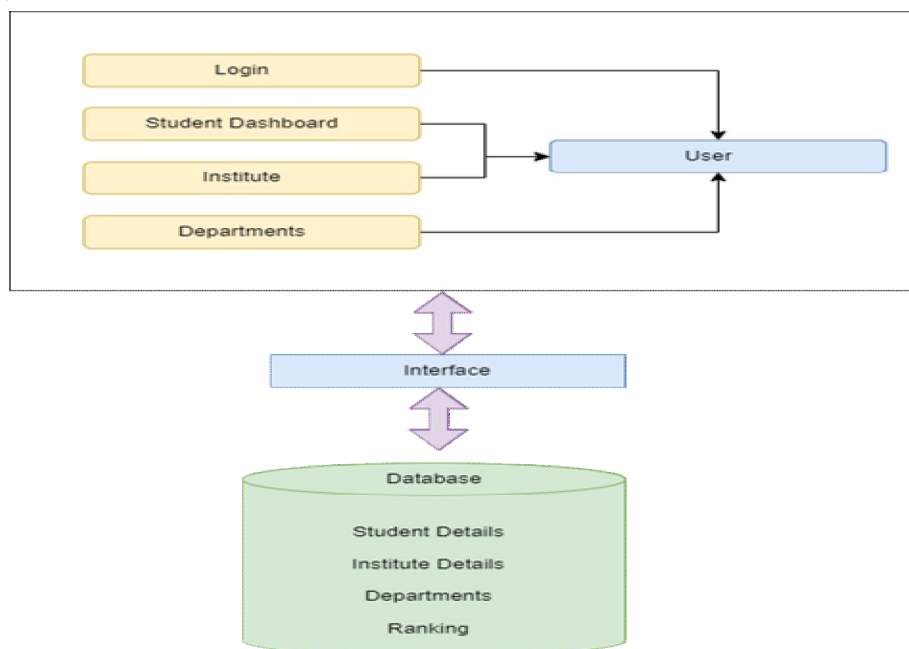 Login
Student Dashboard
Institute
Departments
User
Interface
Database
Student Details
Institute Details
Departments
Ranking